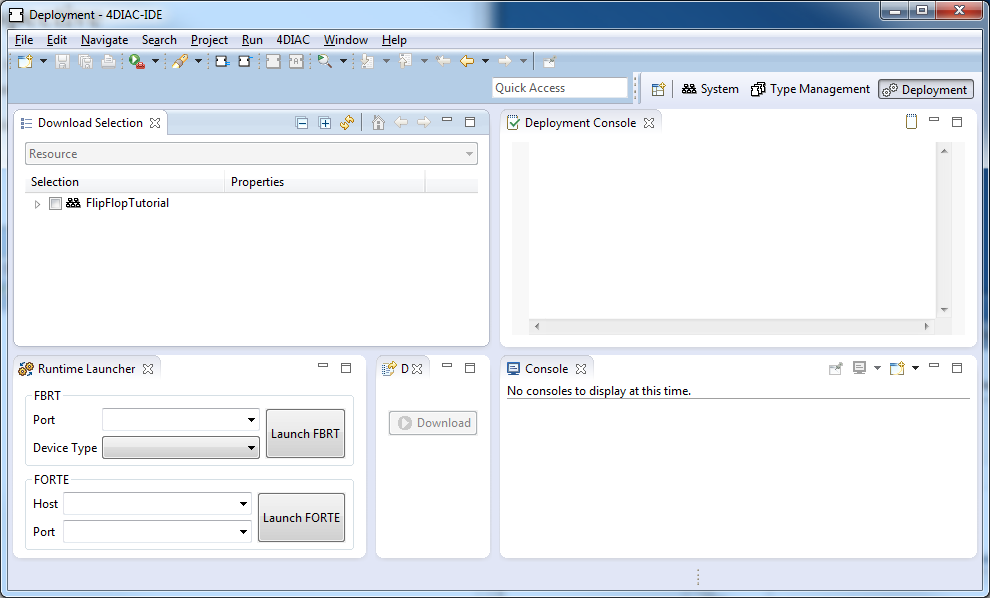 Deployment - 4DIAC-IDE
File Edit Navigate Search Project Run 4DIAC Window Help
Quick Access System Type Management Deployment
Download Selection
Resource
Selection Properties
FlipFlopTutorial
Deployment Console
Runtime Launcher
FBRT
Port
Launch FBRT
Device Type
FORTE
Host
Launch FORTE
Port
D
Download
Console
No consoles to display at this time.